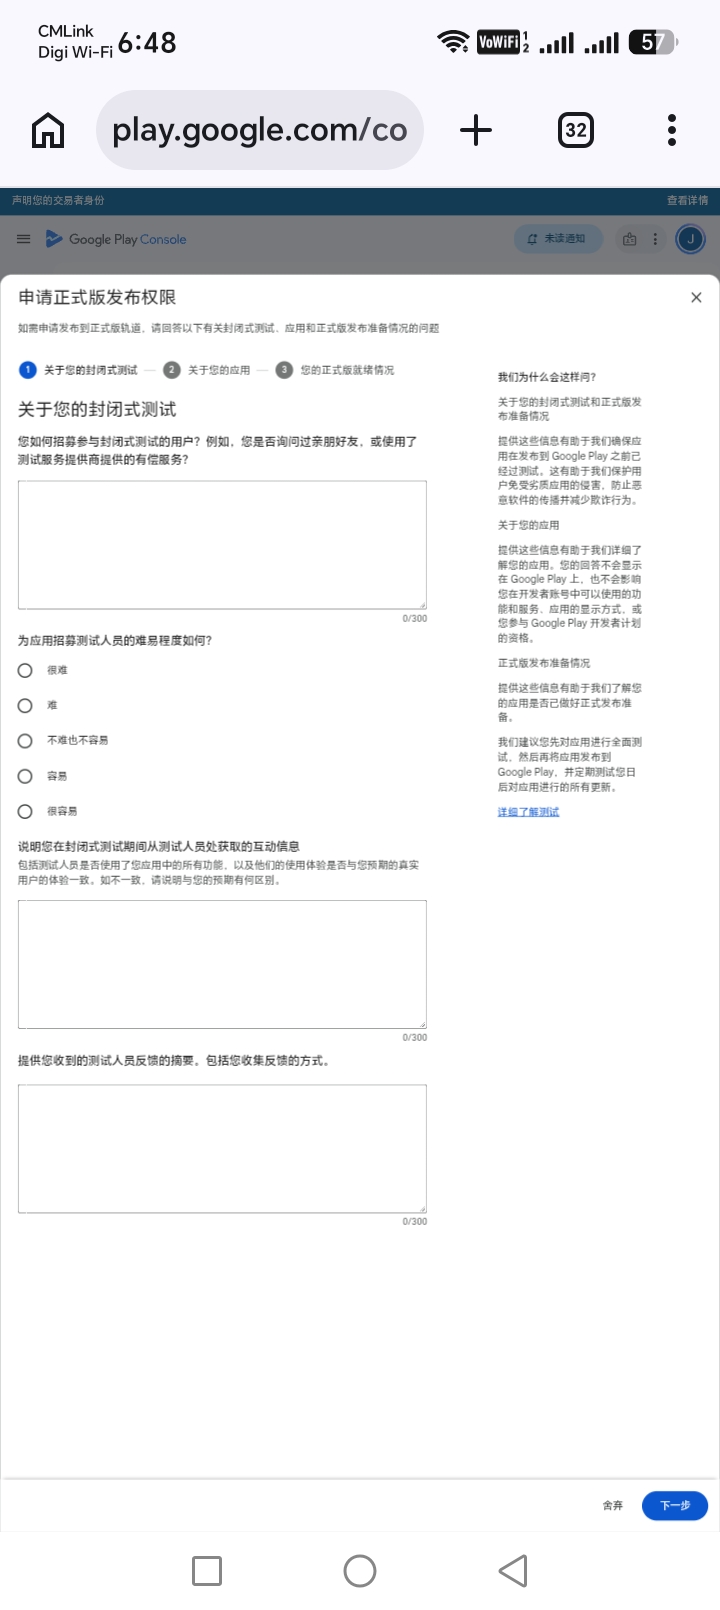 CMLink
Digi Wi-Fi
6:48
VoWiFi 1 2
57
play.google.com/co
32
声明您的交易者身份
查看详情
Google Play Console
未读通知
J
申请正式版发布权限
如需申请发布到正式版轨道，请回答以下有关封闭式测试、应用和正式版发布准备情况的问题
1 关于您的封闭式测试 — 2 关于您的应用 — 3 您的正式版就绪情况
关于您的封闭式测试
您如何招募参与封闭式测试的用户？例如，您是否询问过亲朋好友，或使用了
测试服务提供商提供的有偿服务？
0/300
为应用招募测试人员的难易程度如何？
很难
难
不难也不容易
容易
很容易
说明您在封闭式测试期间从测试人员处获取的互动信息
包括测试人员是否使用了您应用中的所有功能，以及他们的使用体验是否与您预期的真实
用户的体验一致。如不一致，请说明与您的预期有何区别。
0/300
提供您收到的测试人员反馈的摘要，包括您收集反馈的方式。
0/300
我们为什么会这样问？
关于您的封闭式测试和正式版发
布准备情况
提供这些信息有助于我们确保应
用在发布到 Google Play 之前已
经过测试。这有助于我们保护用
户免受劣质应用的侵害，防止恶
意软件的传播并减少欺诈行为。
关于您的应用
提供这些信息有助于我们详细了
解您的应用。您的回答不会显示
在 Google Play 上，也不会影响
您在开发者账号中可以使用的功
能和服务、应用的显示方式，或
您参与 Google Play 开发者计划
的资格。
正式版发布准备情况
提供这些信息有助于我们了解您
的应用是否已做好正式发布准
备。
我们建议您先对应用进行全面测
试，然后再将应用发布到
Google Play，并定期测试您日
后对应用进行的所有更新。
详细了解测试
舍弃
下一步